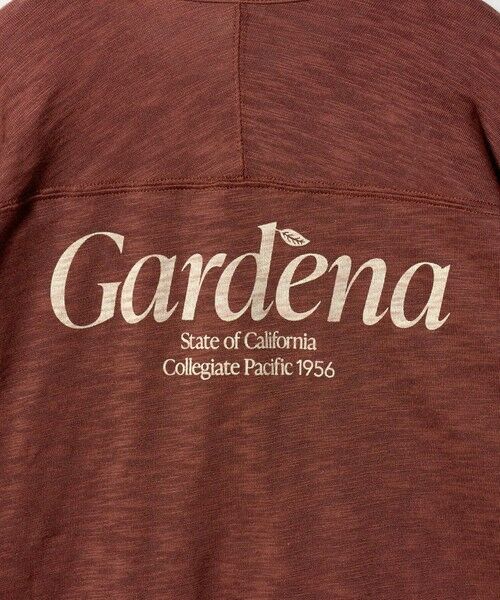 Gardena
State of California
Collegiate Pacific 1956